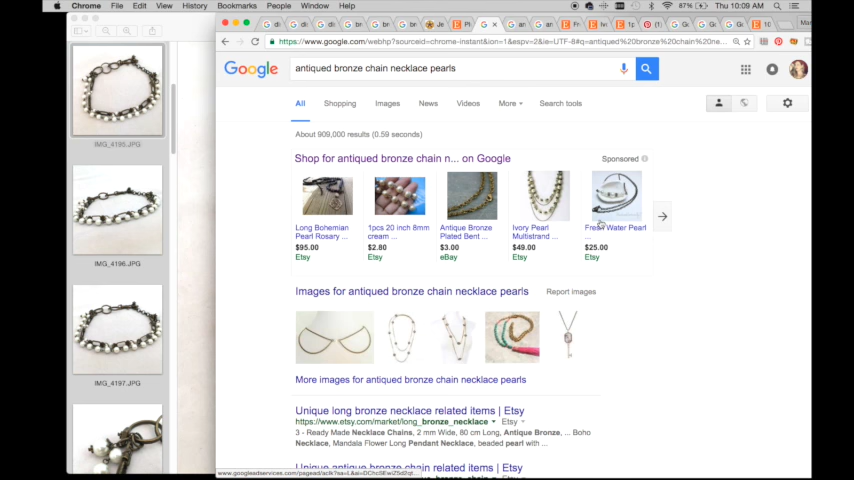 Chrome File Edit View History Bookmarks People Window Help
87% Thu 10:09 AM
https://www.google.com/webhp?sourceid=chrome-instant&ion=1&espv=2&ie=UTF-8#q=antiqued%20bronze%20chain%20ne...
Google
antiqued bronze chain necklace pearls
All Shopping Images News Videos More Search tools
About 909,000 results (0.59 seconds)
Shop for antiqued bronze chain n... on Google Sponsored
Long Bohemian Pearl Rosary ...
$95.00
Etsy
1pcs 20 inch 8mm cream ...
$2.80
Etsy
Antique Bronze Plated Bent ...
$3.00
eBay
Ivory Pearl Multistrand ...
$49.00
Etsy
Fresh Water Pearl ...
$25.00
Etsy
Images for antiqued bronze chain necklace pearls Report images
More images for antiqued bronze chain necklace pearls
Unique long bronze necklace related items | Etsy
https://www.etsy.com/market/long_bronze_necklace Etsy
3 - Ready Made Necklace Chains, 2 mm Wide, 80 cm Long, Antique Bronze, ... Boho
Necklace, Mandala Flower Long Pendant Necklace, beaded pearl with ...
Unique antique bronze chain related items | Etsy
IMG_4195.JPG
IMG_4196.JPG
IMG_4197.JPG